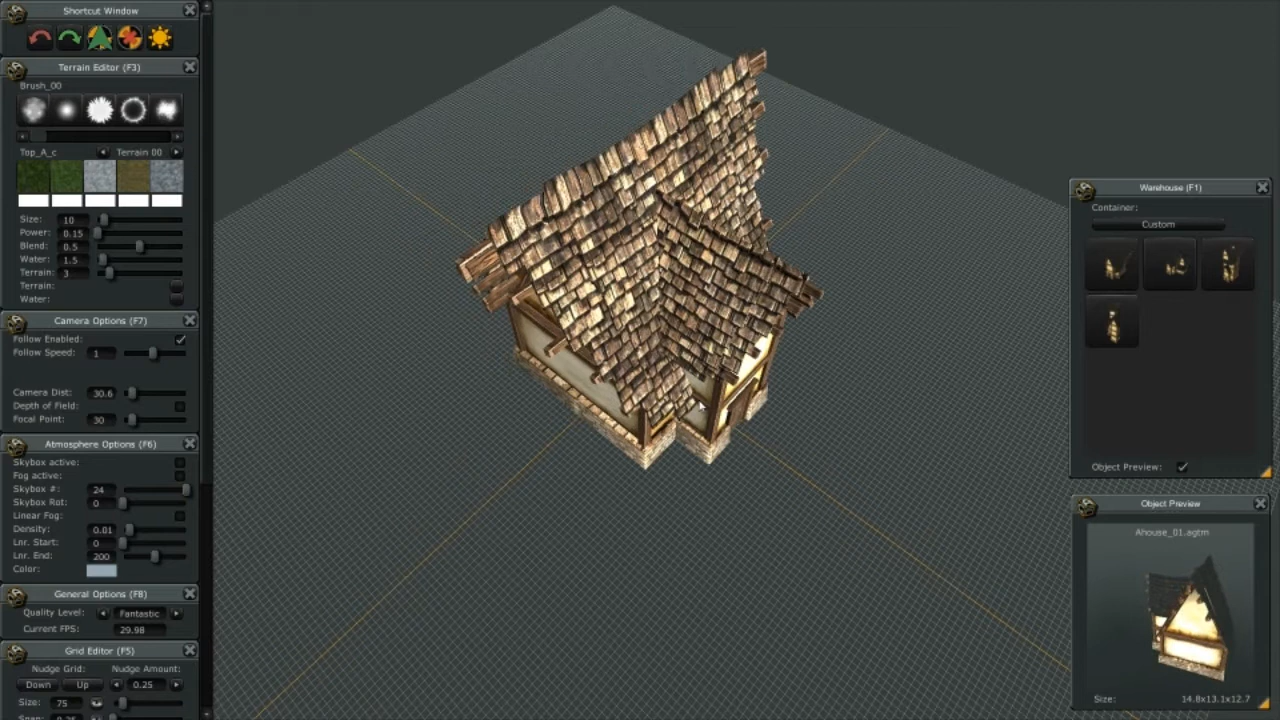 Shortcut Window
Terrain Editor (F3)
Brush_00
Top_A_c Terrain 00
Size: 10
Power: 0.15
Blend: 0.5
Water: 1.5
Terrain: 3
Terrain:
Water:
Camera Options (F7)
Follow Enabled:
Follow Speed: 1
Camera Dist: 30.6
Depth of Field:
Focal Point: 30
Atmosphere Options (F6)
Skybox active:
Fog active:
Skybox #: 24
Skybox Rot: 0
Linear Fog:
Density: 0.01
Lnr. Start: 0
Lnr. End: 200
Color:
General Options (F8)
Quality Level: Fantastic
Current FPS: 29.98
Grid Editor (F5)
Nudge Grid: Nudge Amount:
Down Up 0.25
Size: 75
Snap: 0.25
Warehouse (F1)
Container:
Custom
Object Preview:
Object Preview
Ahouse_01.agtm
Size: 14.8x13.1x12.7